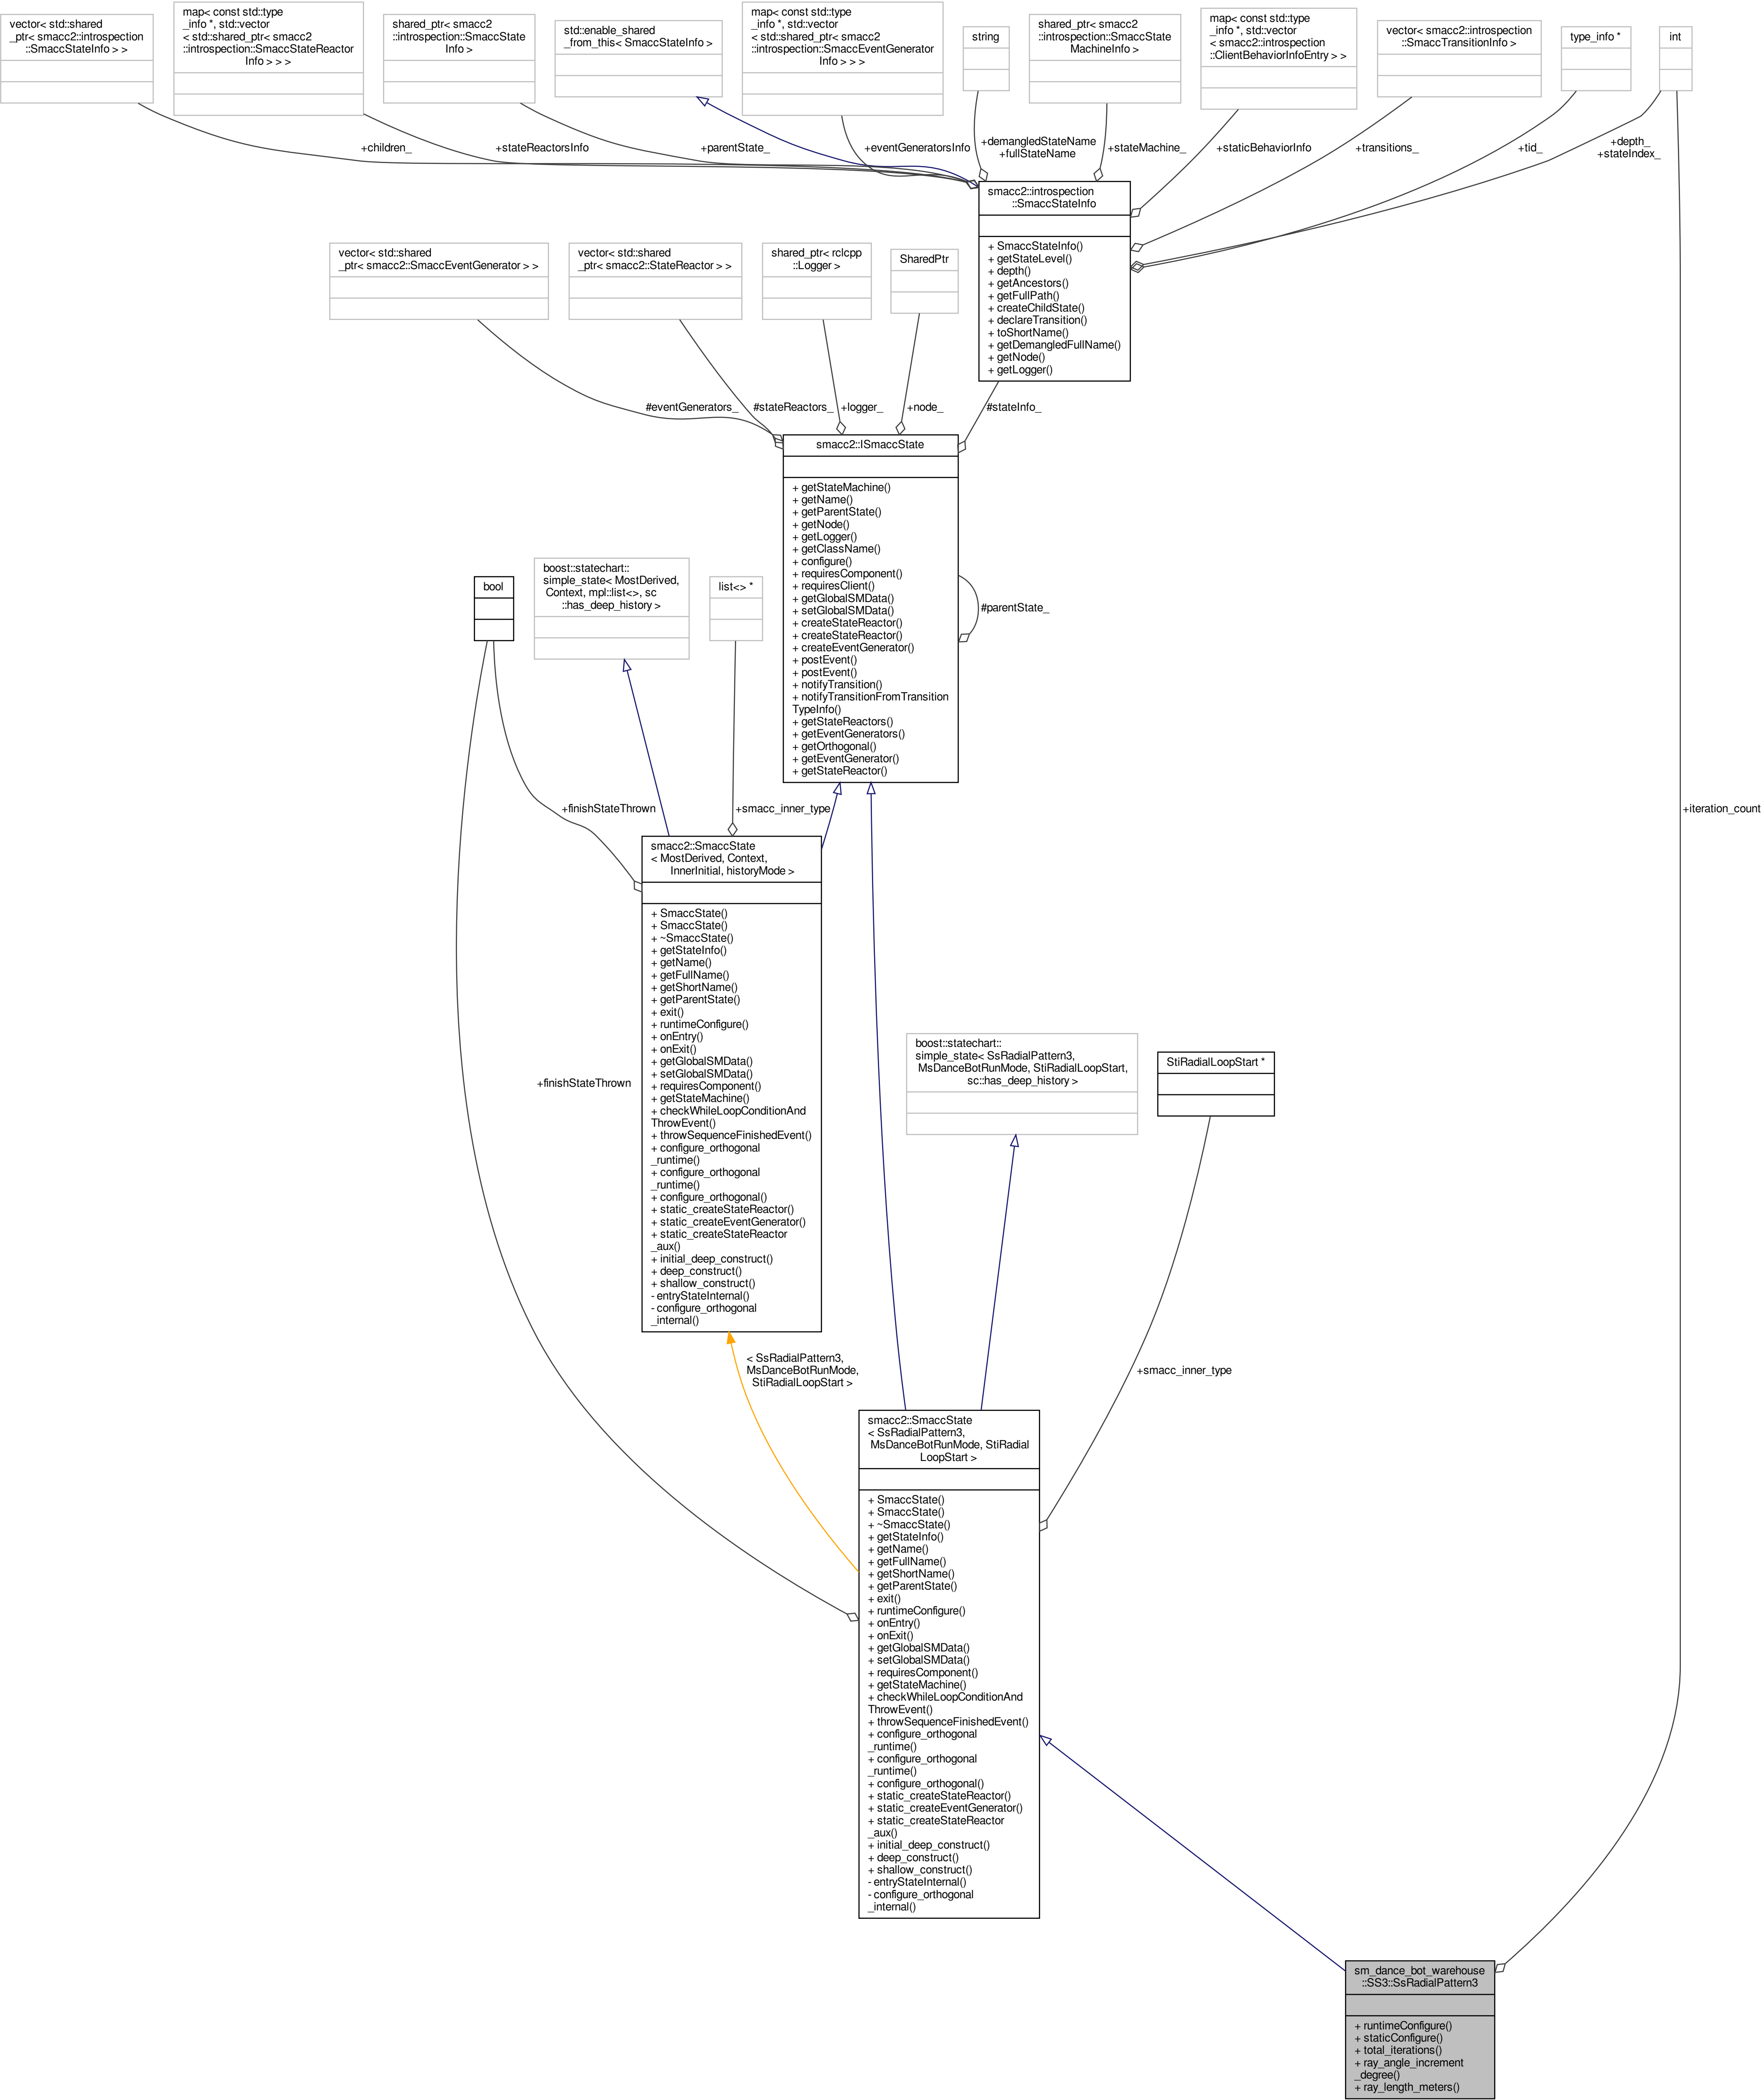 vector< std::shared
_ptr< smacc2::introspection
::SmaccStateInfo > >
map< const std::type
_info *, std::vector
< std::shared_ptr< smacc2
::introspection::SmaccStateReactor
Info > > >
shared_ptr< smacc2
::introspection::SmaccState
Info >
std::enable_shared
_from_this< SmaccStateInfo >
map< const std::type
_info *, std::vector
< std::shared_ptr< smacc2
::introspection::SmaccEventGenerator
Info > > >
string
shared_ptr< smacc2
::introspection::SmaccState
MachineInfo >
map< const std::type
_info *, std::vector
< smacc2::introspection
::ClientBehaviorInfoEntry > >
vector< smacc2::introspection
::SmaccTransitionInfo >
type_info *
int
+children_
+stateReactorsInfo
+parentState_
+eventGeneratorsInfo
+demangledStateName
+fullStateName
+stateMachine_
+staticBehaviorInfo
+transitions_
+tid_
+depth_
+stateIndex_
smacc2::introspection
::SmaccStateInfo
+ SmaccStateInfo()
+ getStateLevel()
+ depth()
+ getAncestors()
+ getFullPath()
+ createChildState()
+ declareTransition()
+ toShortName()
+ getDemangledFullName()
+ getNode()
+ getLogger()
vector< std::shared
_ptr< smacc2::SmaccEventGenerator > >
vector< std::shared
_ptr< smacc2::StateReactor > >
shared_ptr< rclcpp
::Logger >
SharedPtr
#eventGenerators_
#stateReactors_
+logger_
+node_
#stateInfo_
smacc2::ISmaccState
+ getStateMachine()
+ getName()
+ getParentState()
+ getNode()
+ getLogger()
+ getClassName()
+ configure()
+ requiresComponent()
+ requiresClient()
+ getGlobalSMData()
+ setGlobalSMData()
+ createStateReactor()
+ createStateReactor()
+ createEventGenerator()
+ postEvent()
+ postEvent()
+ notifyTransition()
+ notifyTransitionFromTransition
TypeInfo()
+ getStateReactors()
+ getEventGenerators()
+ getOrthogonal()
+ getEventGenerator()
+ getStateReactor()
#parentState_
bool
boost::statechart::
simple_state< MostDerived,
Context, mpl::list<>, sc
::has_deep_history >
list<> *
+finishStateThrown
+smacc_inner_type
+iteration_count
smacc2::SmaccState
< MostDerived, Context,
InnerInitial, historyMode >
+ SmaccState()
+ SmaccState()
+ ~SmaccState()
+ getStateInfo()
+ getName()
+ getFullName()
+ getShortName()
+ getParentState()
+ exit()
+ runtimeConfigure()
+ onEntry()
+ onExit()
+ getGlobalSMData()
+ setGlobalSMData()
+ requiresComponent()
+ getStateMachine()
+ checkWhileLoopConditionAnd
ThrowEvent()
+ throwSequenceFinishedEvent()
+ configure_orthogonal
_runtime()
+ configure_orthogonal
_runtime()
+ configure_orthogonal()
+ static_createStateReactor()
+ static_createEventGenerator()
+ static_createStateReactor
_aux()
+ initial_deep_construct()
+ deep_construct()
+ shallow_construct()
- entryStateInternal()
- configure_orthogonal
_internal()
+finishStateThrown
boost::statechart::
simple_state< SsRadialPattern3,
MsDanceBotRunMode, StiRadialLoopStart,
sc::has_deep_history >
StiRadialLoopStart *
< SsRadialPattern3,
MsDanceBotRunMode,
StiRadialLoopStart >
+smacc_inner_type
smacc2::SmaccState
< SsRadialPattern3,
MsDanceBotRunMode, StiRadial
LoopStart >
+ SmaccState()
+ SmaccState()
+ ~SmaccState()
+ getStateInfo()
+ getName()
+ getFullName()
+ getShortName()
+ getParentState()
+ exit()
+ runtimeConfigure()
+ onEntry()
+ onExit()
+ getGlobalSMData()
+ setGlobalSMData()
+ requiresComponent()
+ getStateMachine()
+ checkWhileLoopConditionAnd
ThrowEvent()
+ throwSequenceFinishedEvent()
+ configure_orthogonal
_runtime()
+ configure_orthogonal
_runtime()
+ configure_orthogonal()
+ static_createStateReactor()
+ static_createEventGenerator()
+ static_createStateReactor
_aux()
+ initial_deep_construct()
+ deep_construct()
+ shallow_construct()
- entryStateInternal()
- configure_orthogonal
_internal()
sm_dance_bot_warehouse
::SS3::SsRadialPattern3
+ runtimeConfigure()
+ staticConfigure()
+ total_iterations()
+ ray_angle_increment
_degree()
+ ray_length_meters()